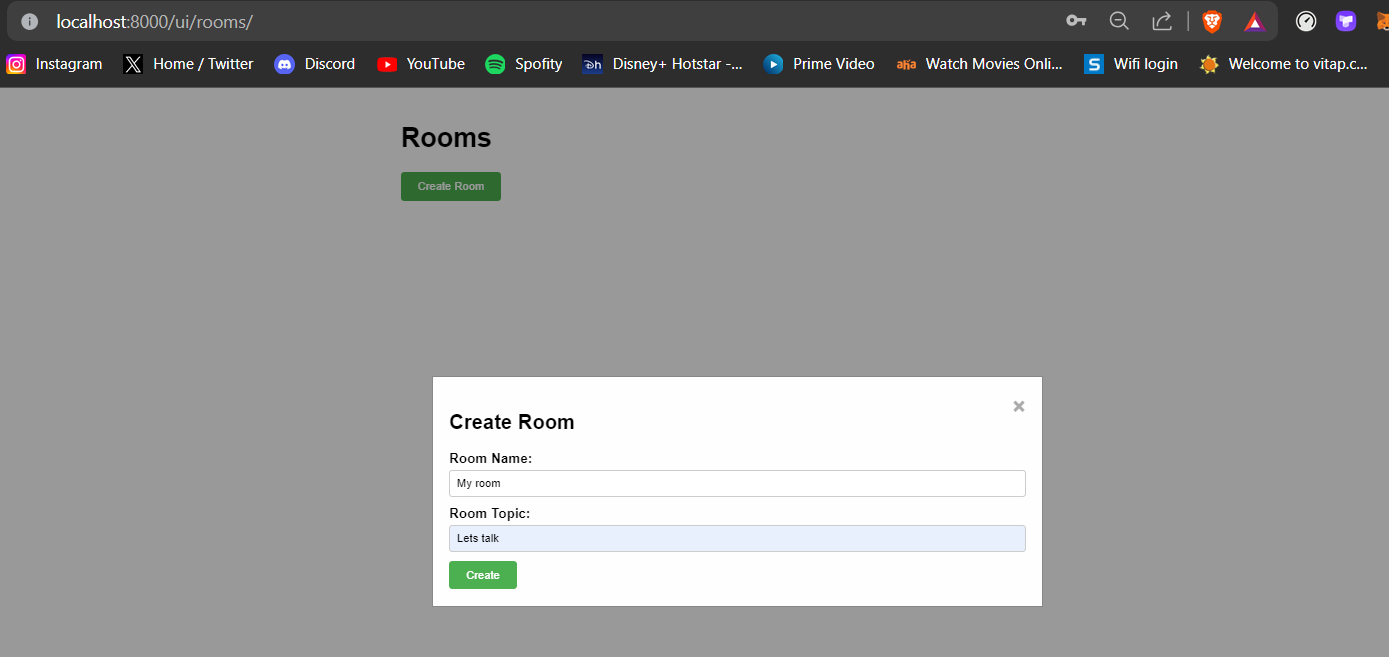 localhost:8000/ui/rooms/
Instagram Home / Twitter Discord YouTube Spofity Disney+ Hotstar -... aha Prime Video Watch Movies Onli... S Wifi login Welcome to vitap.c...
Rooms
Create Room
Create Room
×
Room Name:
My room
Room Topic:
Lets talk
Create